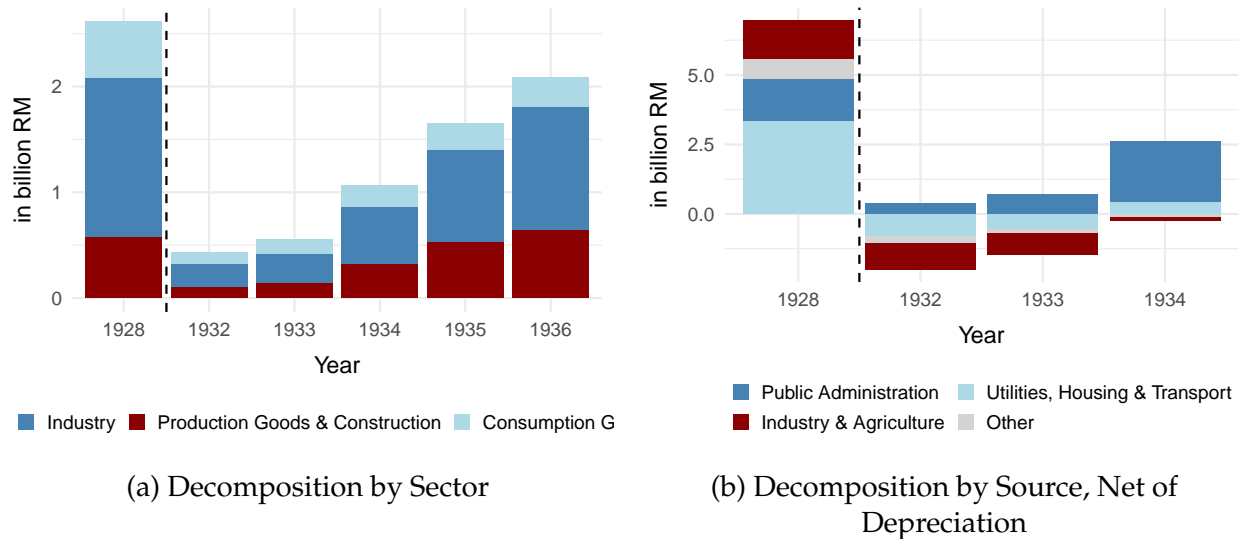 in billion RM
2
1
0
1928 1932 1933 1934 1935 1936
Year
Industry Production Goods & Construction Consumption G
(a) Decomposition by Sector
in billion RM
5.0
2.5
0.0
1928 1932 1933 1934
Year
Public Administration Utilities, Housing & Transport
Industry & Agriculture Other
(b) Decomposition by Source, Net of
Depreciation